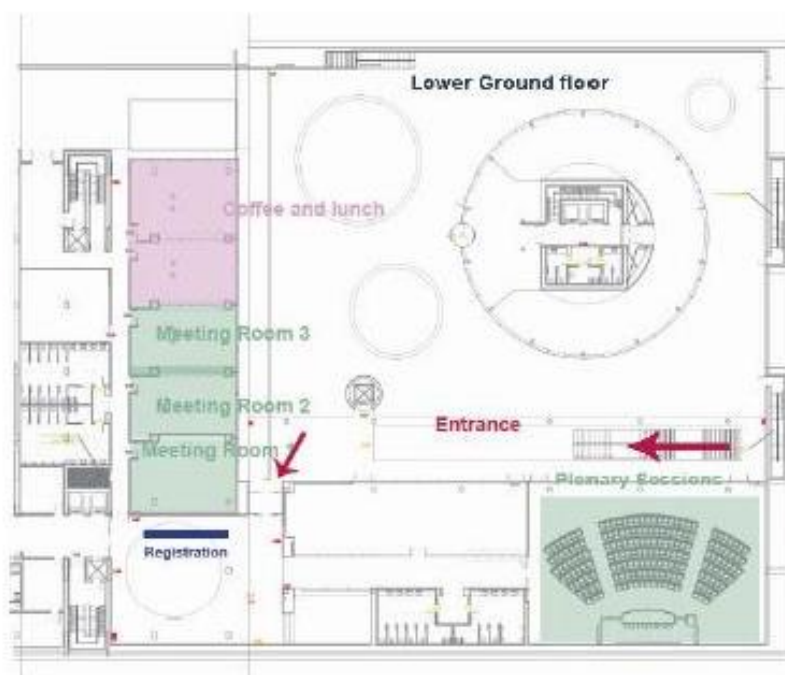 Lower Ground floor
Coffee and lunch
Meeting Room 3
Meeting Room 2
Entrance
Meeting Room
Plenary Sessions
Registration